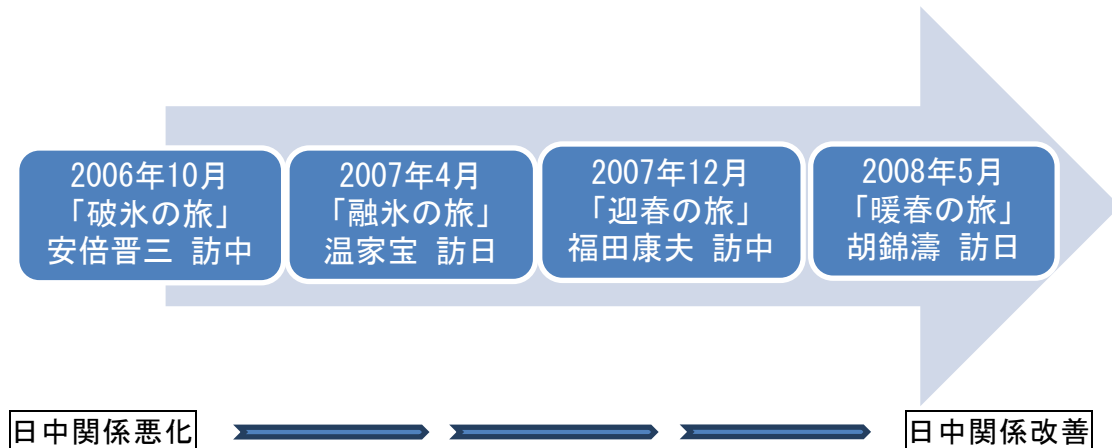 2006年10月
「破氷の旅」
安倍晋三 訪中
2007年4月
「融氷の旅」
温家宝 訪日
2007年12月
「迎春の旅」
福田康夫 訪中
2008年5月
「暖春の旅」
胡錦濤 訪日
日中関係悪化
日中関係改善